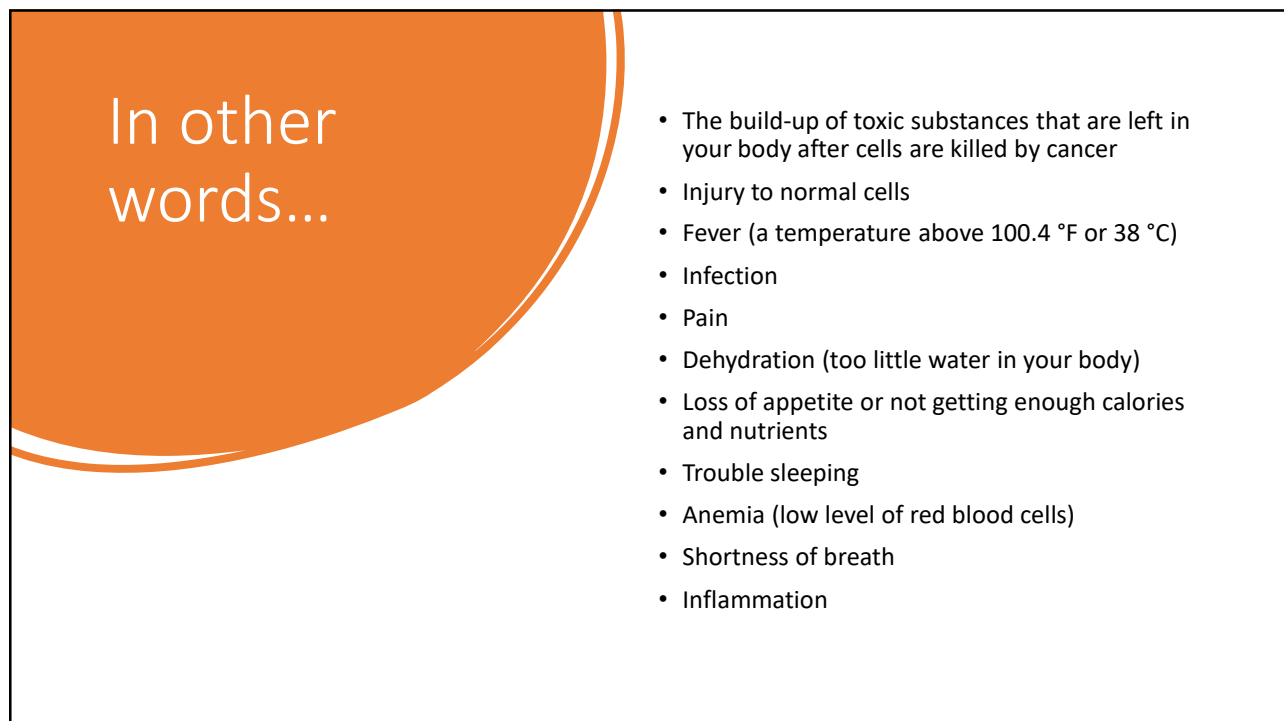 In other
words...
• The build-up of toxic substances that are left in
your body after cells are killed by cancer
• Injury to normal cells
• Fever (a temperature above 100.4 °F or 38 °C)
• Infection
• Pain
• Dehydration (too little water in your body)
• Loss of appetite or not getting enough calories
and nutrients
• Trouble sleeping
• Anemia (low level of red blood cells)
• Shortness of breath
• Inflammation